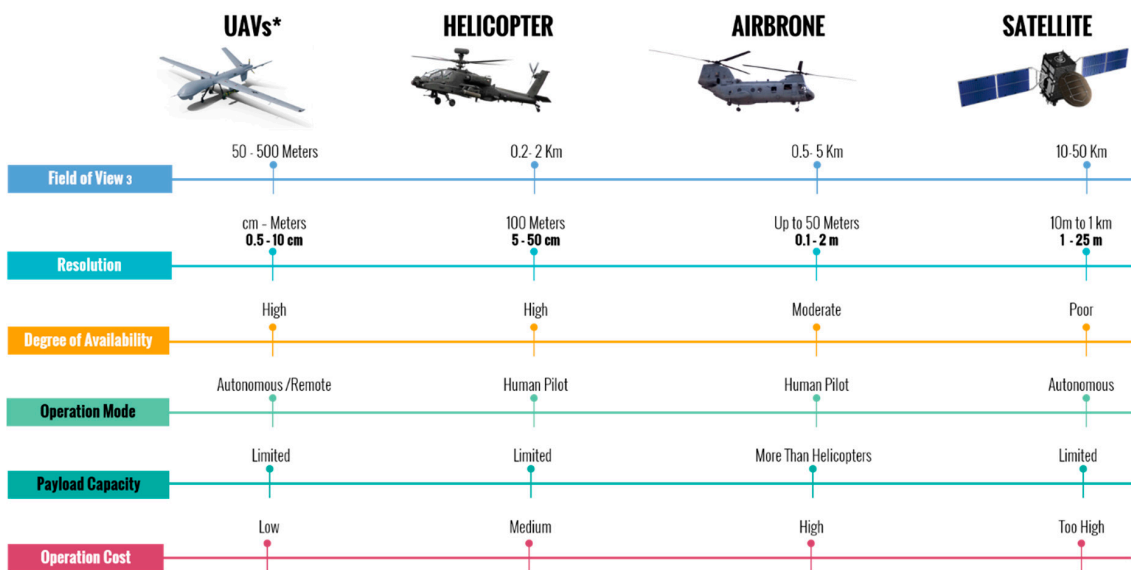 UAVs* HELICOPTER AIRBRONE SATELLITE
50 - 500 Meters 0.2- 2 Km 0.5- 5 Km 10-50 Km
Field of View 3
cm – Meters 100 Meters Up to 50 Meters 10m to 1 km
0.5 - 10 cm 5 - 50 cm 0.1 - 2 m 1 - 25 m
Resolution
High High Moderate Poor
Degree of Availability
Autonomous /Remote Human Pilot Human Pilot Autonomous
Operation Mode
Limited Limited More Than Helicopters Limited
Payload Capacity
Low Medium High Too High
Operation Cost